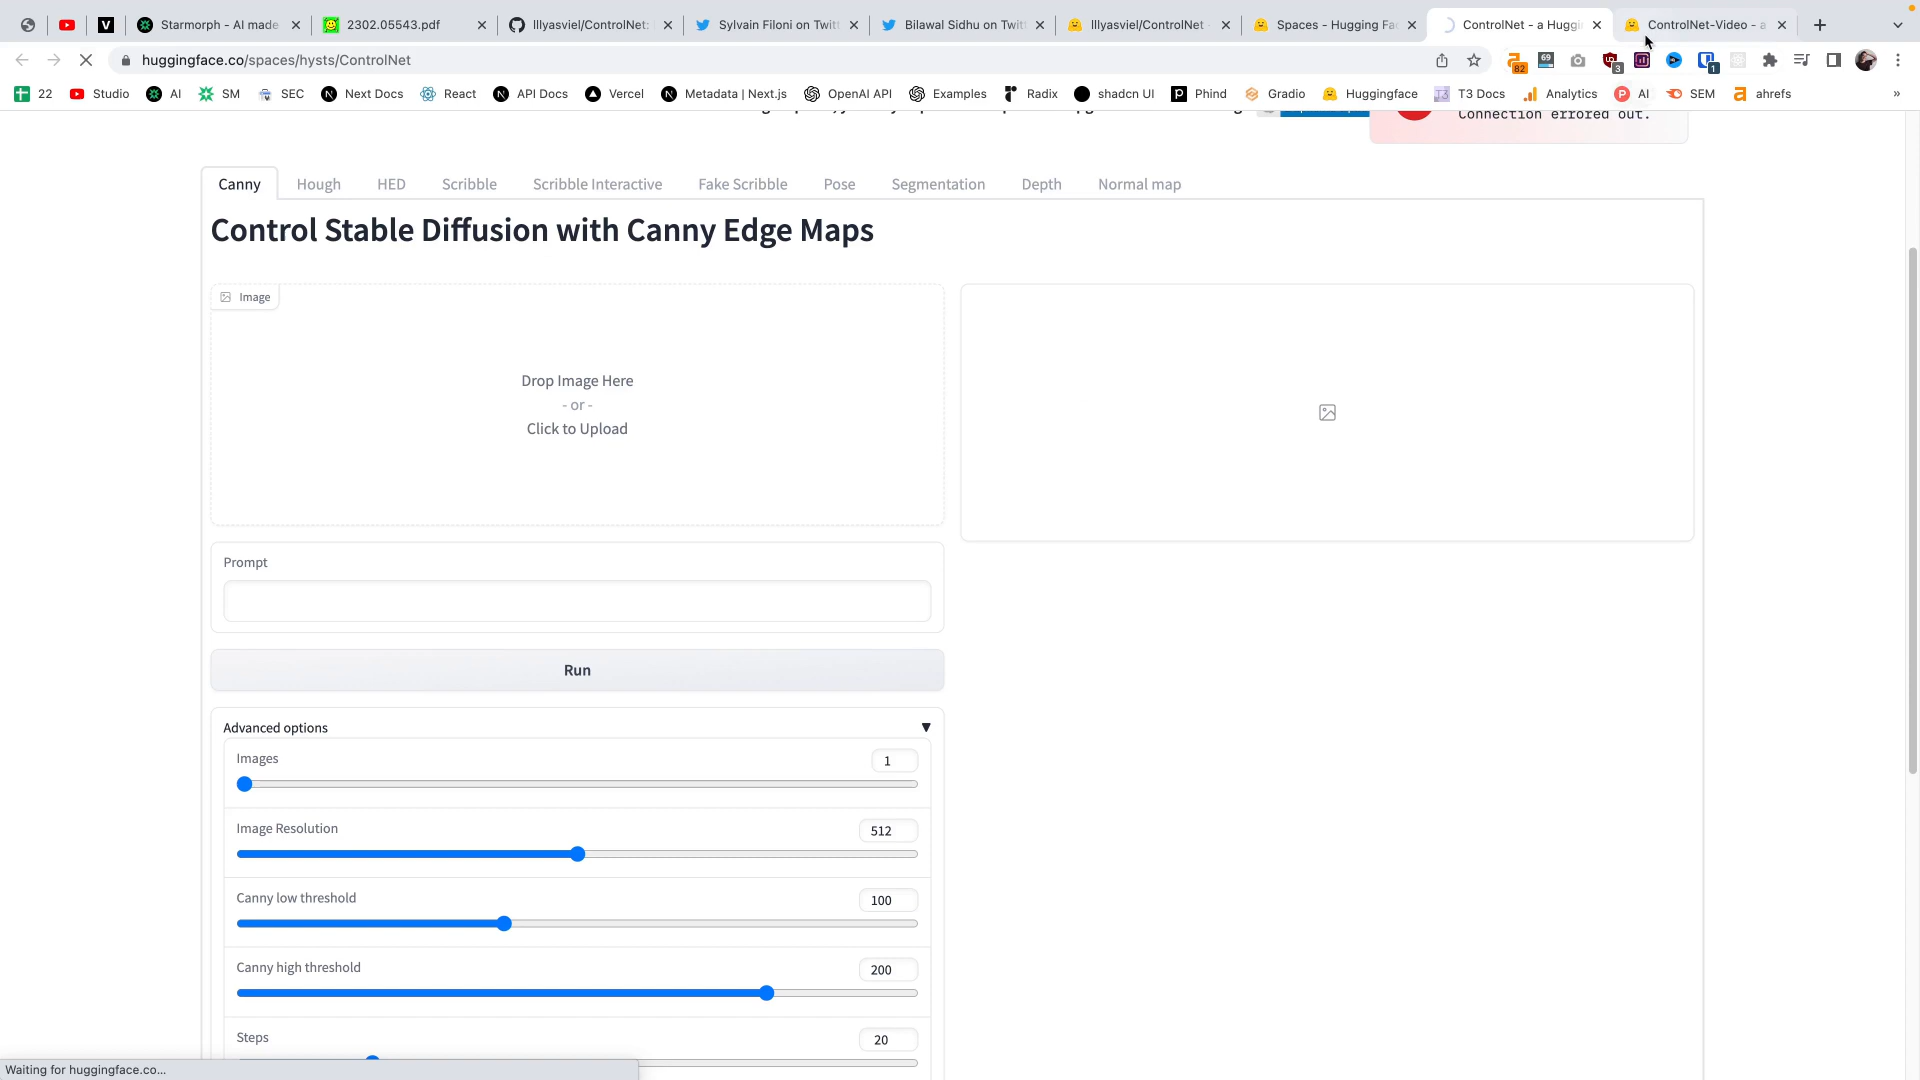 Starmorph - AI made
2302.05543.pdf
lllyasviel/ControlNet:
Sylvain Filoni on Twitt
Bilawal Sidhu on Twitt
lllyasviel/ControlNet
Spaces - Hugging Fac
ControlNet - a Huggi
ControlNet-Video - a
huggingface.co/spaces/hysts/ControlNet
82
69
3
1
22
Studio
AI
SM
SEC
Next Docs
React
API Docs
Vercel
Metadata | Next.js
OpenAI API
Examples
Radix
shadcn UI
Phind
Gradio
Huggingface
T3 Docs
Analytics
AI
SEM
ahrefs
»
Connection errored out.
Canny
Hough
HED
Scribble
Scribble Interactive
Fake Scribble
Pose
Segmentation
Depth
Normal map
Control Stable Diffusion with Canny Edge Maps
Image
Drop Image Here
- or -
Click to Upload
Prompt
Run
Advanced options
Images
1
Image Resolution
512
Canny low threshold
100
Canny high threshold
200
Steps
20
Waiting for huggingface.co...